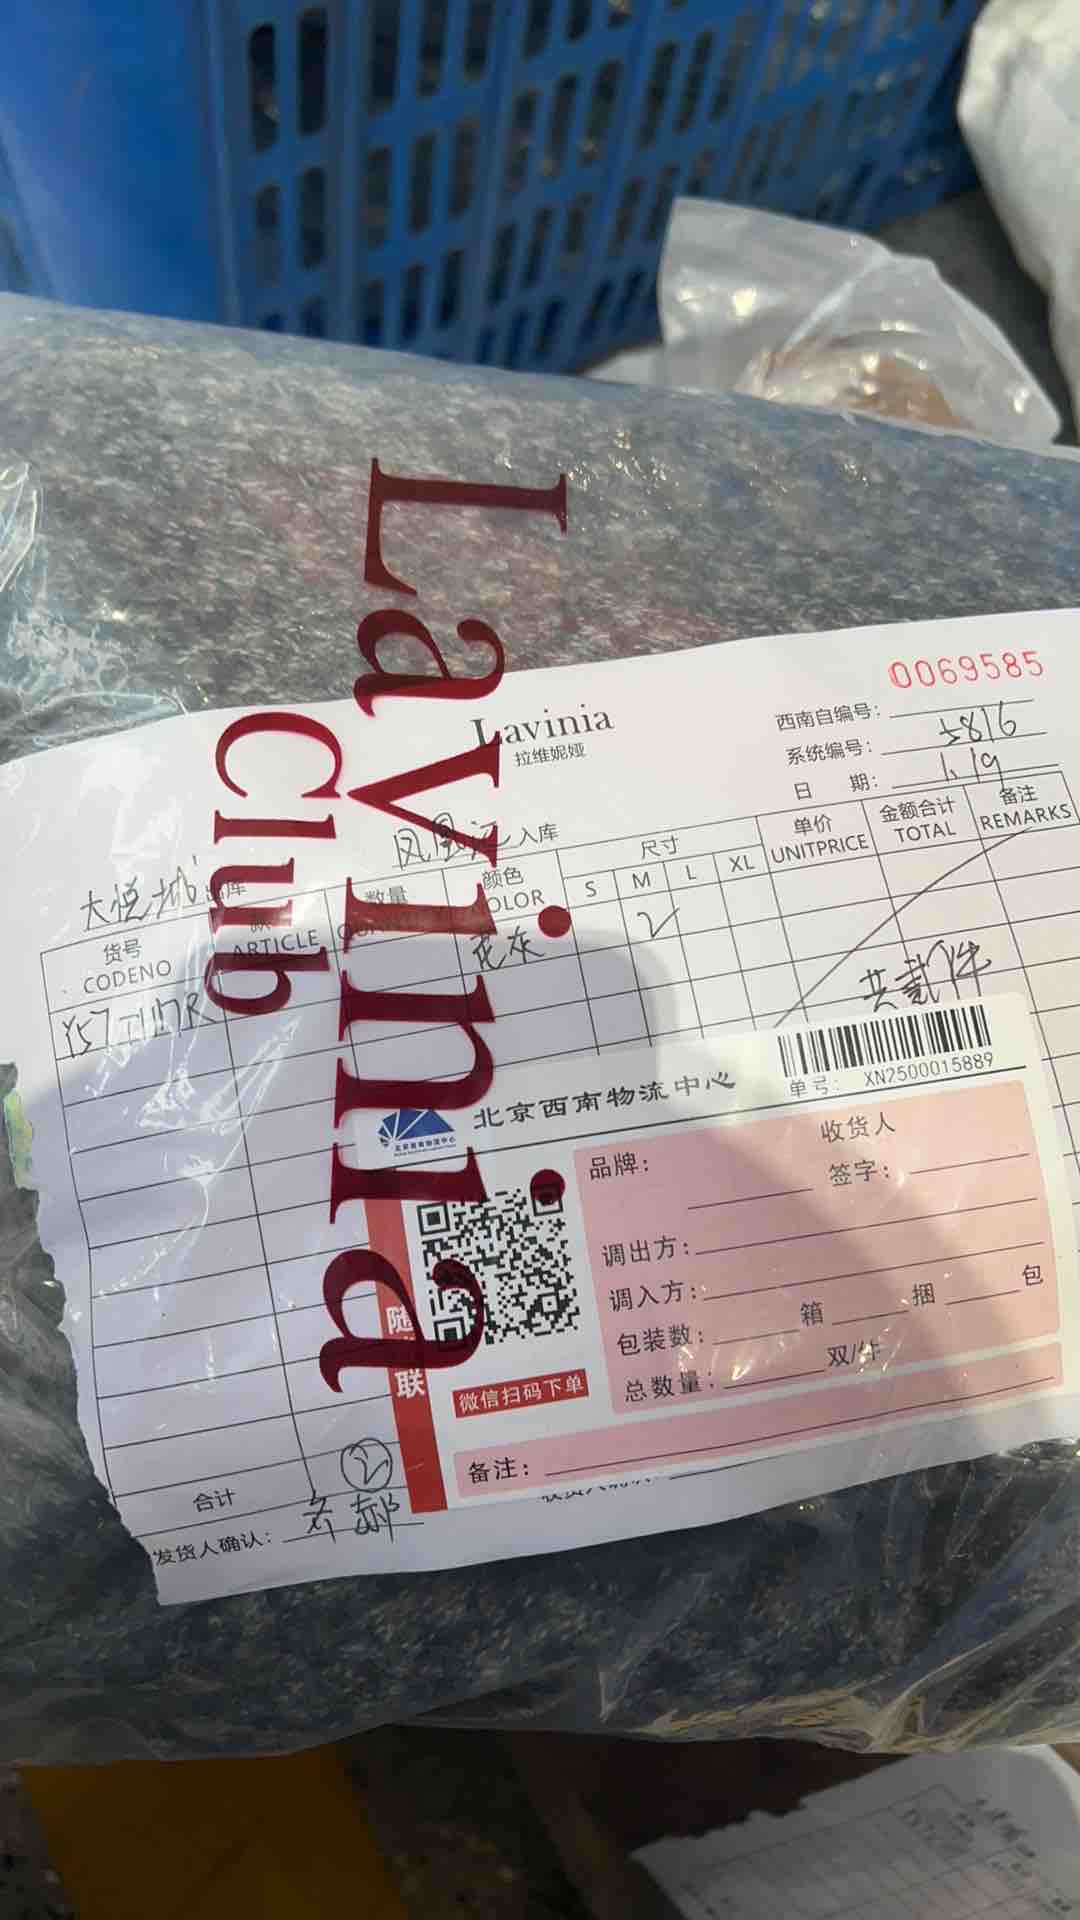 LaVinia
club
0069585
Lavinia
拉维妮娅
西南自编号：
系统编号：5816
日 期：1.19
大悦城 出库
凤凰汇 入库
货号
CODENO
款
ARTICLE
数量
颜色
COLOR
尺寸
S M L XL
单价
UNITPRICE
金额合计
TOTAL
备注
REMARKS
花灰 2
共贰件
北京西南物流中心
单号： XN2500015889
品牌：
收货人
签字：
调出方：
调入方：
包装数： 箱 捆 包
总数量： 双/件
微信扫码下单
联
备注：
合计 ②
发货人确认：